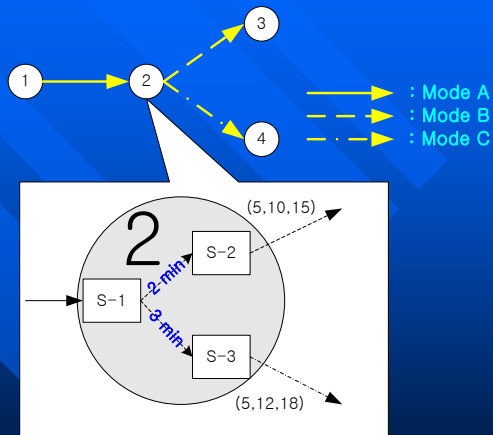 3
1
2
4
: Mode A
: Mode B
: Mode C
2
(5,10,15)
S-2
2 min
S-1
3 min
S-3
(5,12,18)